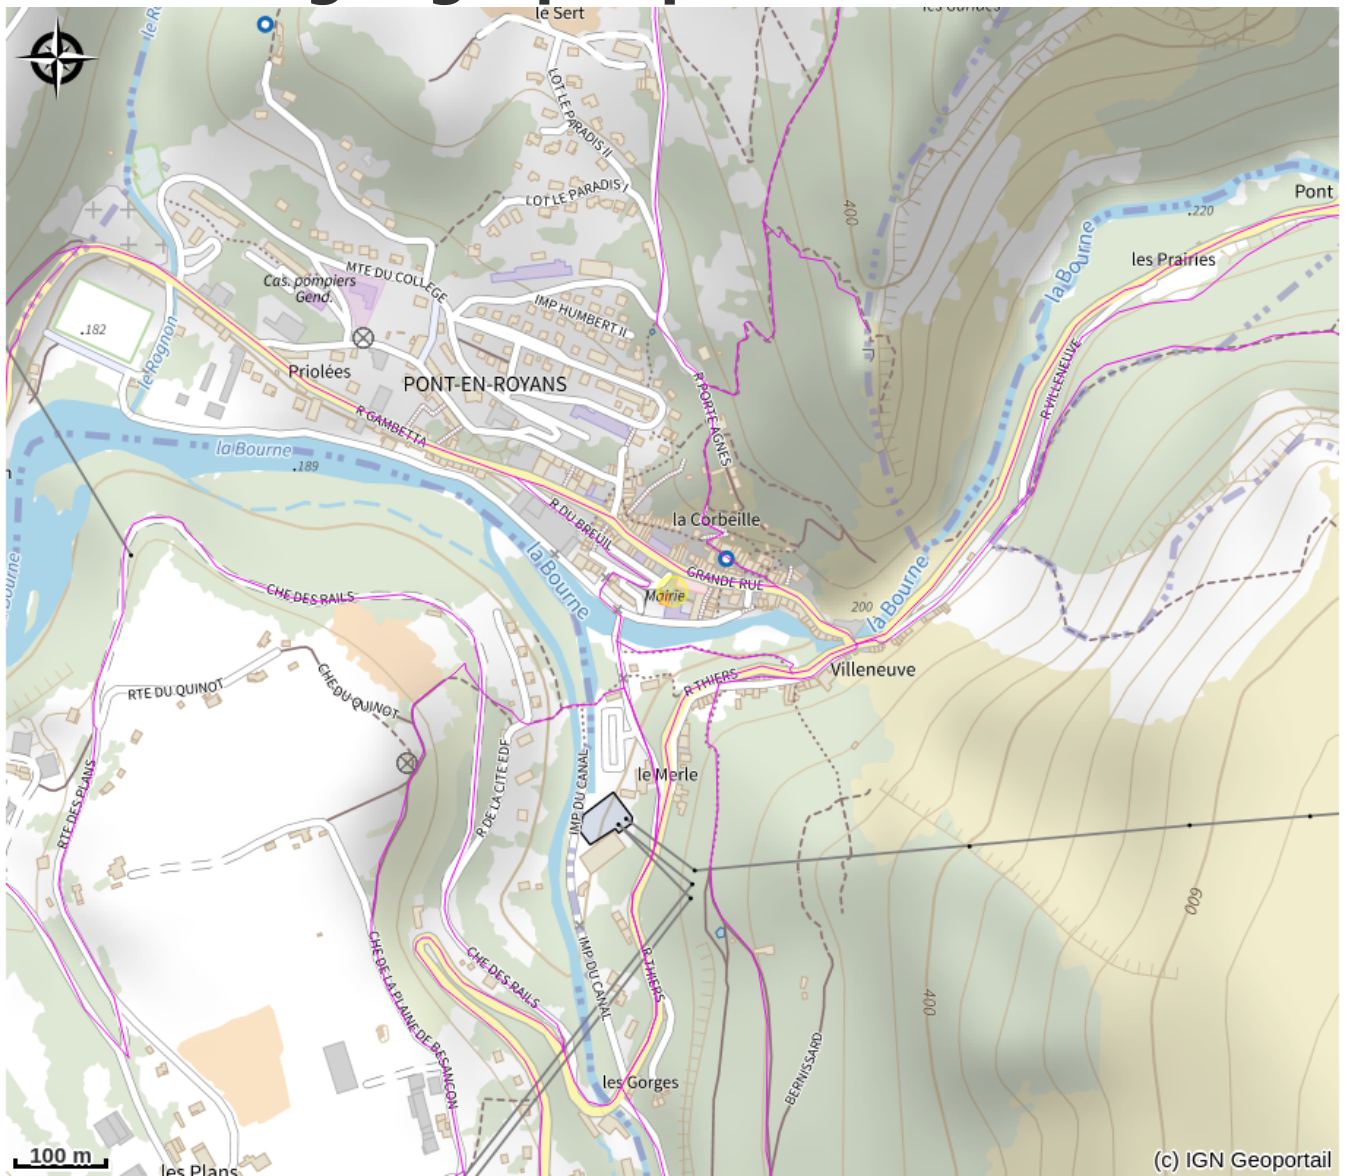 le Sert
LOT LE PARADIS II
LOT LE PARADIS I
400
la Bourne
.220
Pont
les Prairies
MTE DU COLLEGE
Cas. pompiers
Gend.
IMP HUMBERT II
.182
le Rognon
Priolées
PONT-EN-ROYANS
R GAMBETTA
R PORTE AGNES
R VILLENEUVE
la Bourne
.189
R DU BREUIL
la Corbeille
la Bourne
GRANDE RUE
Mairie
200
la Bourne
CHE DES RAILS
Villeneuve
R THIERS
RTE DU QUINOT
CHE DU QUINOT
RTE DES PLANS
R DE LA CITE EDF
IMP DU CANAL
le Merle
600
CHE DE LA PLAINE DE BESANCON
CHE DES RAILS
IMP DU CANAL
R THIERS
400
BERNISSARD
les Gorges
100 m
les Plans
(c) IGN Geoportail